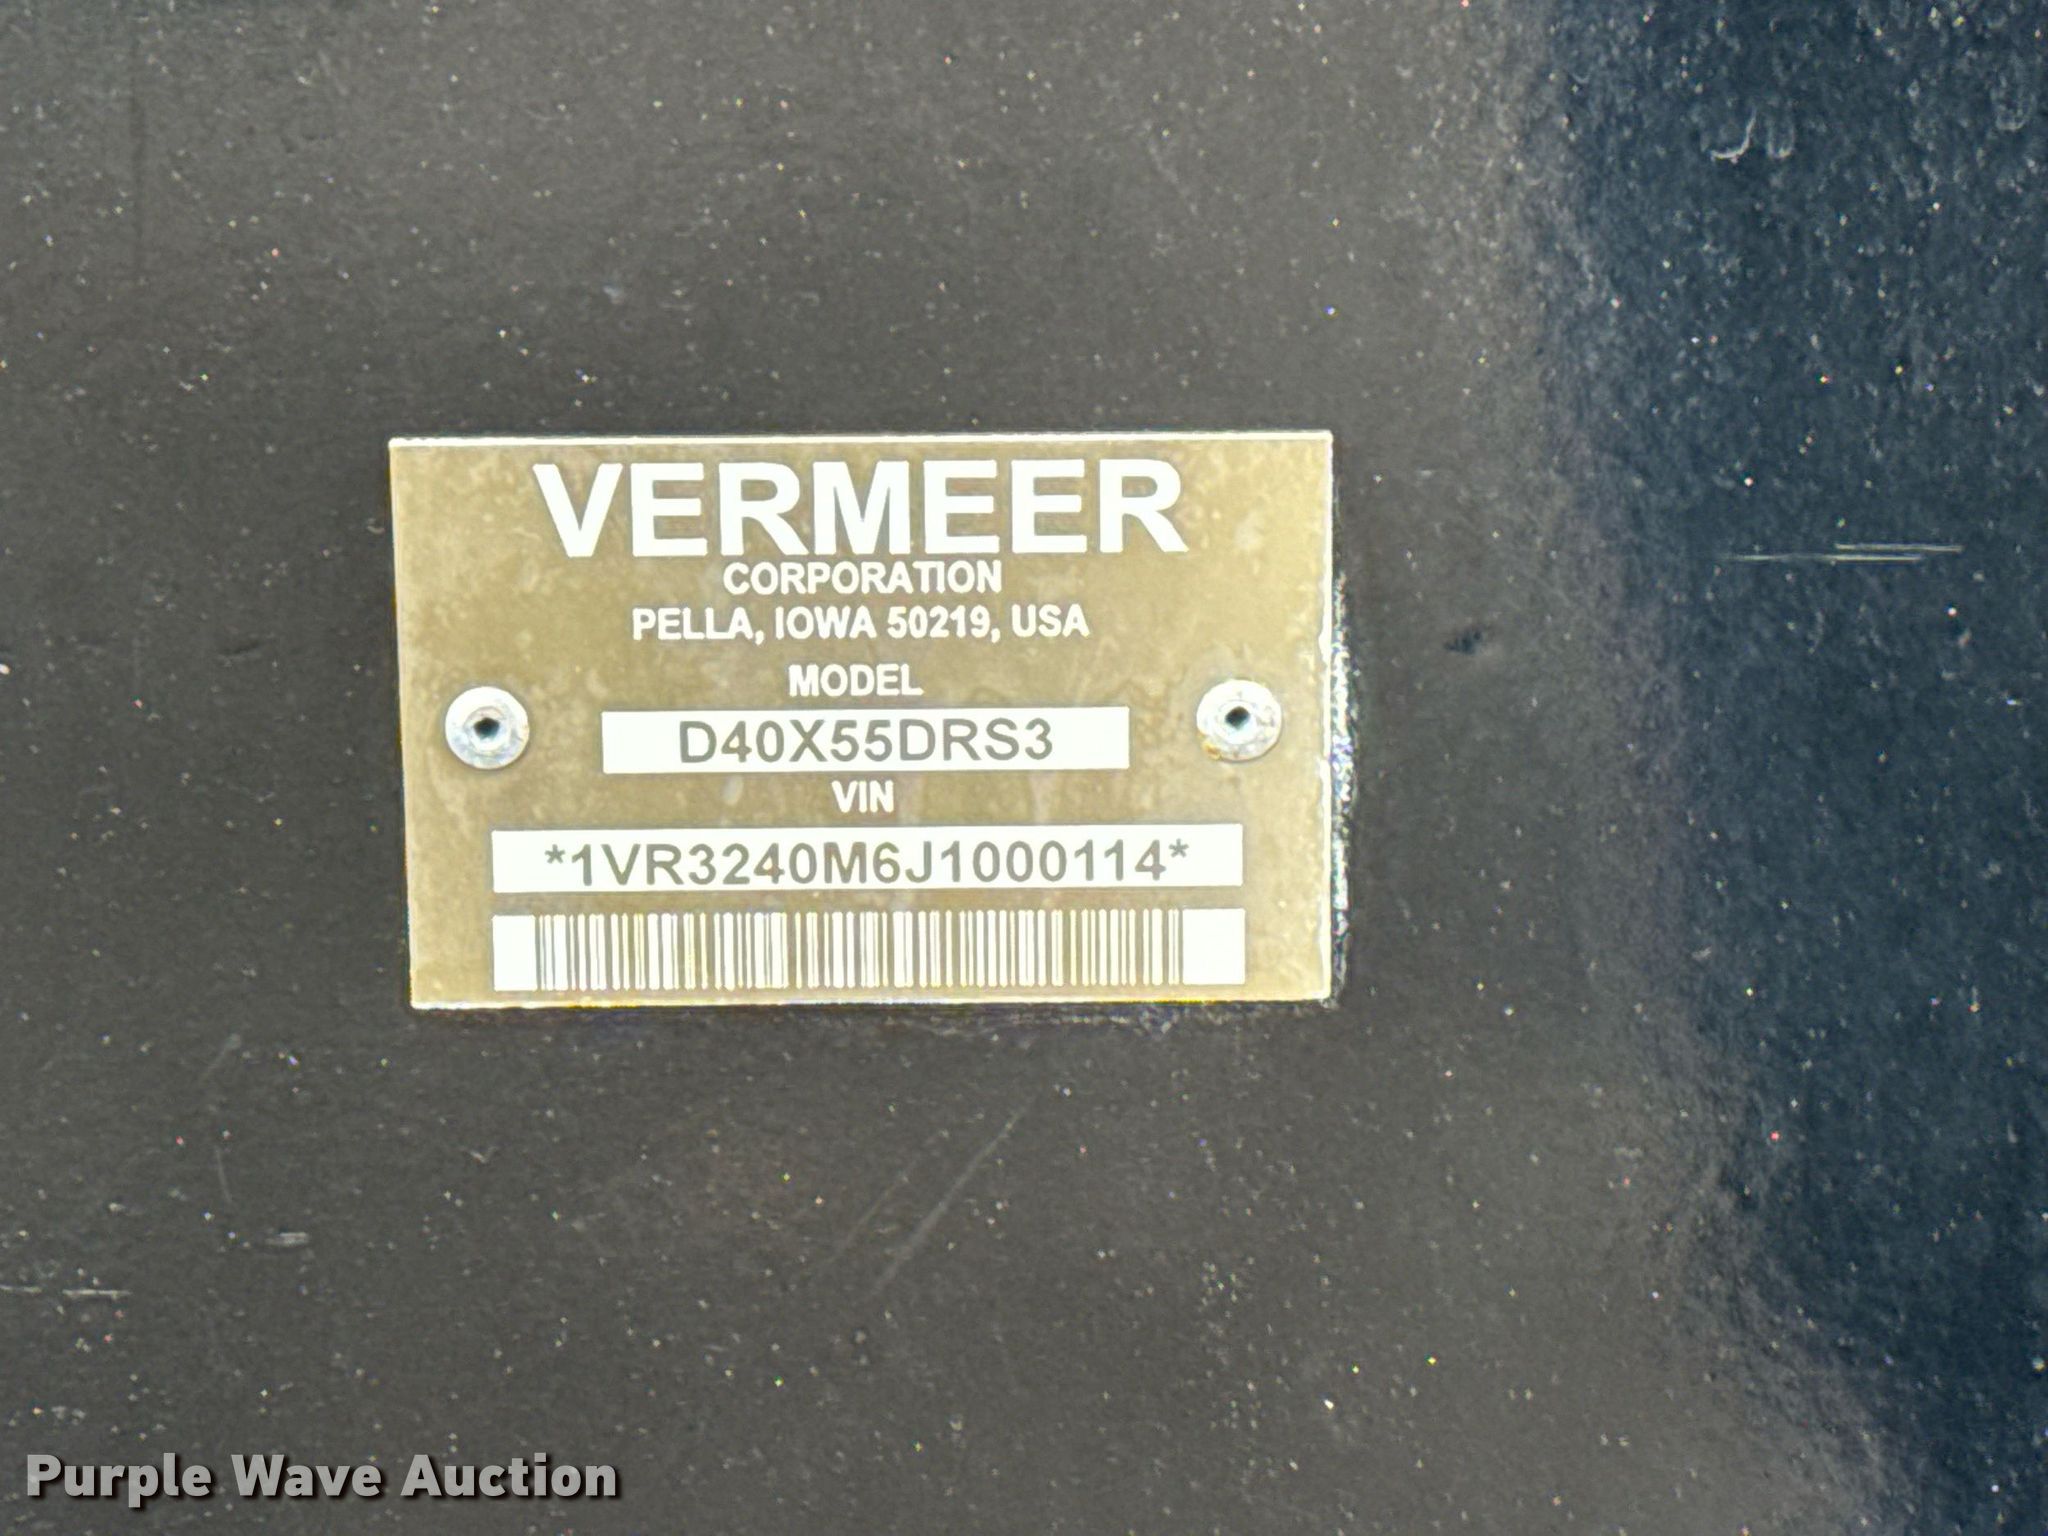 VERMEER
CORPORATION
PELLA, IOWA 50219, USA
MODEL
D40X55DRS3
VIN
*1VR3240M6J1000114*
Purple Wave Auction